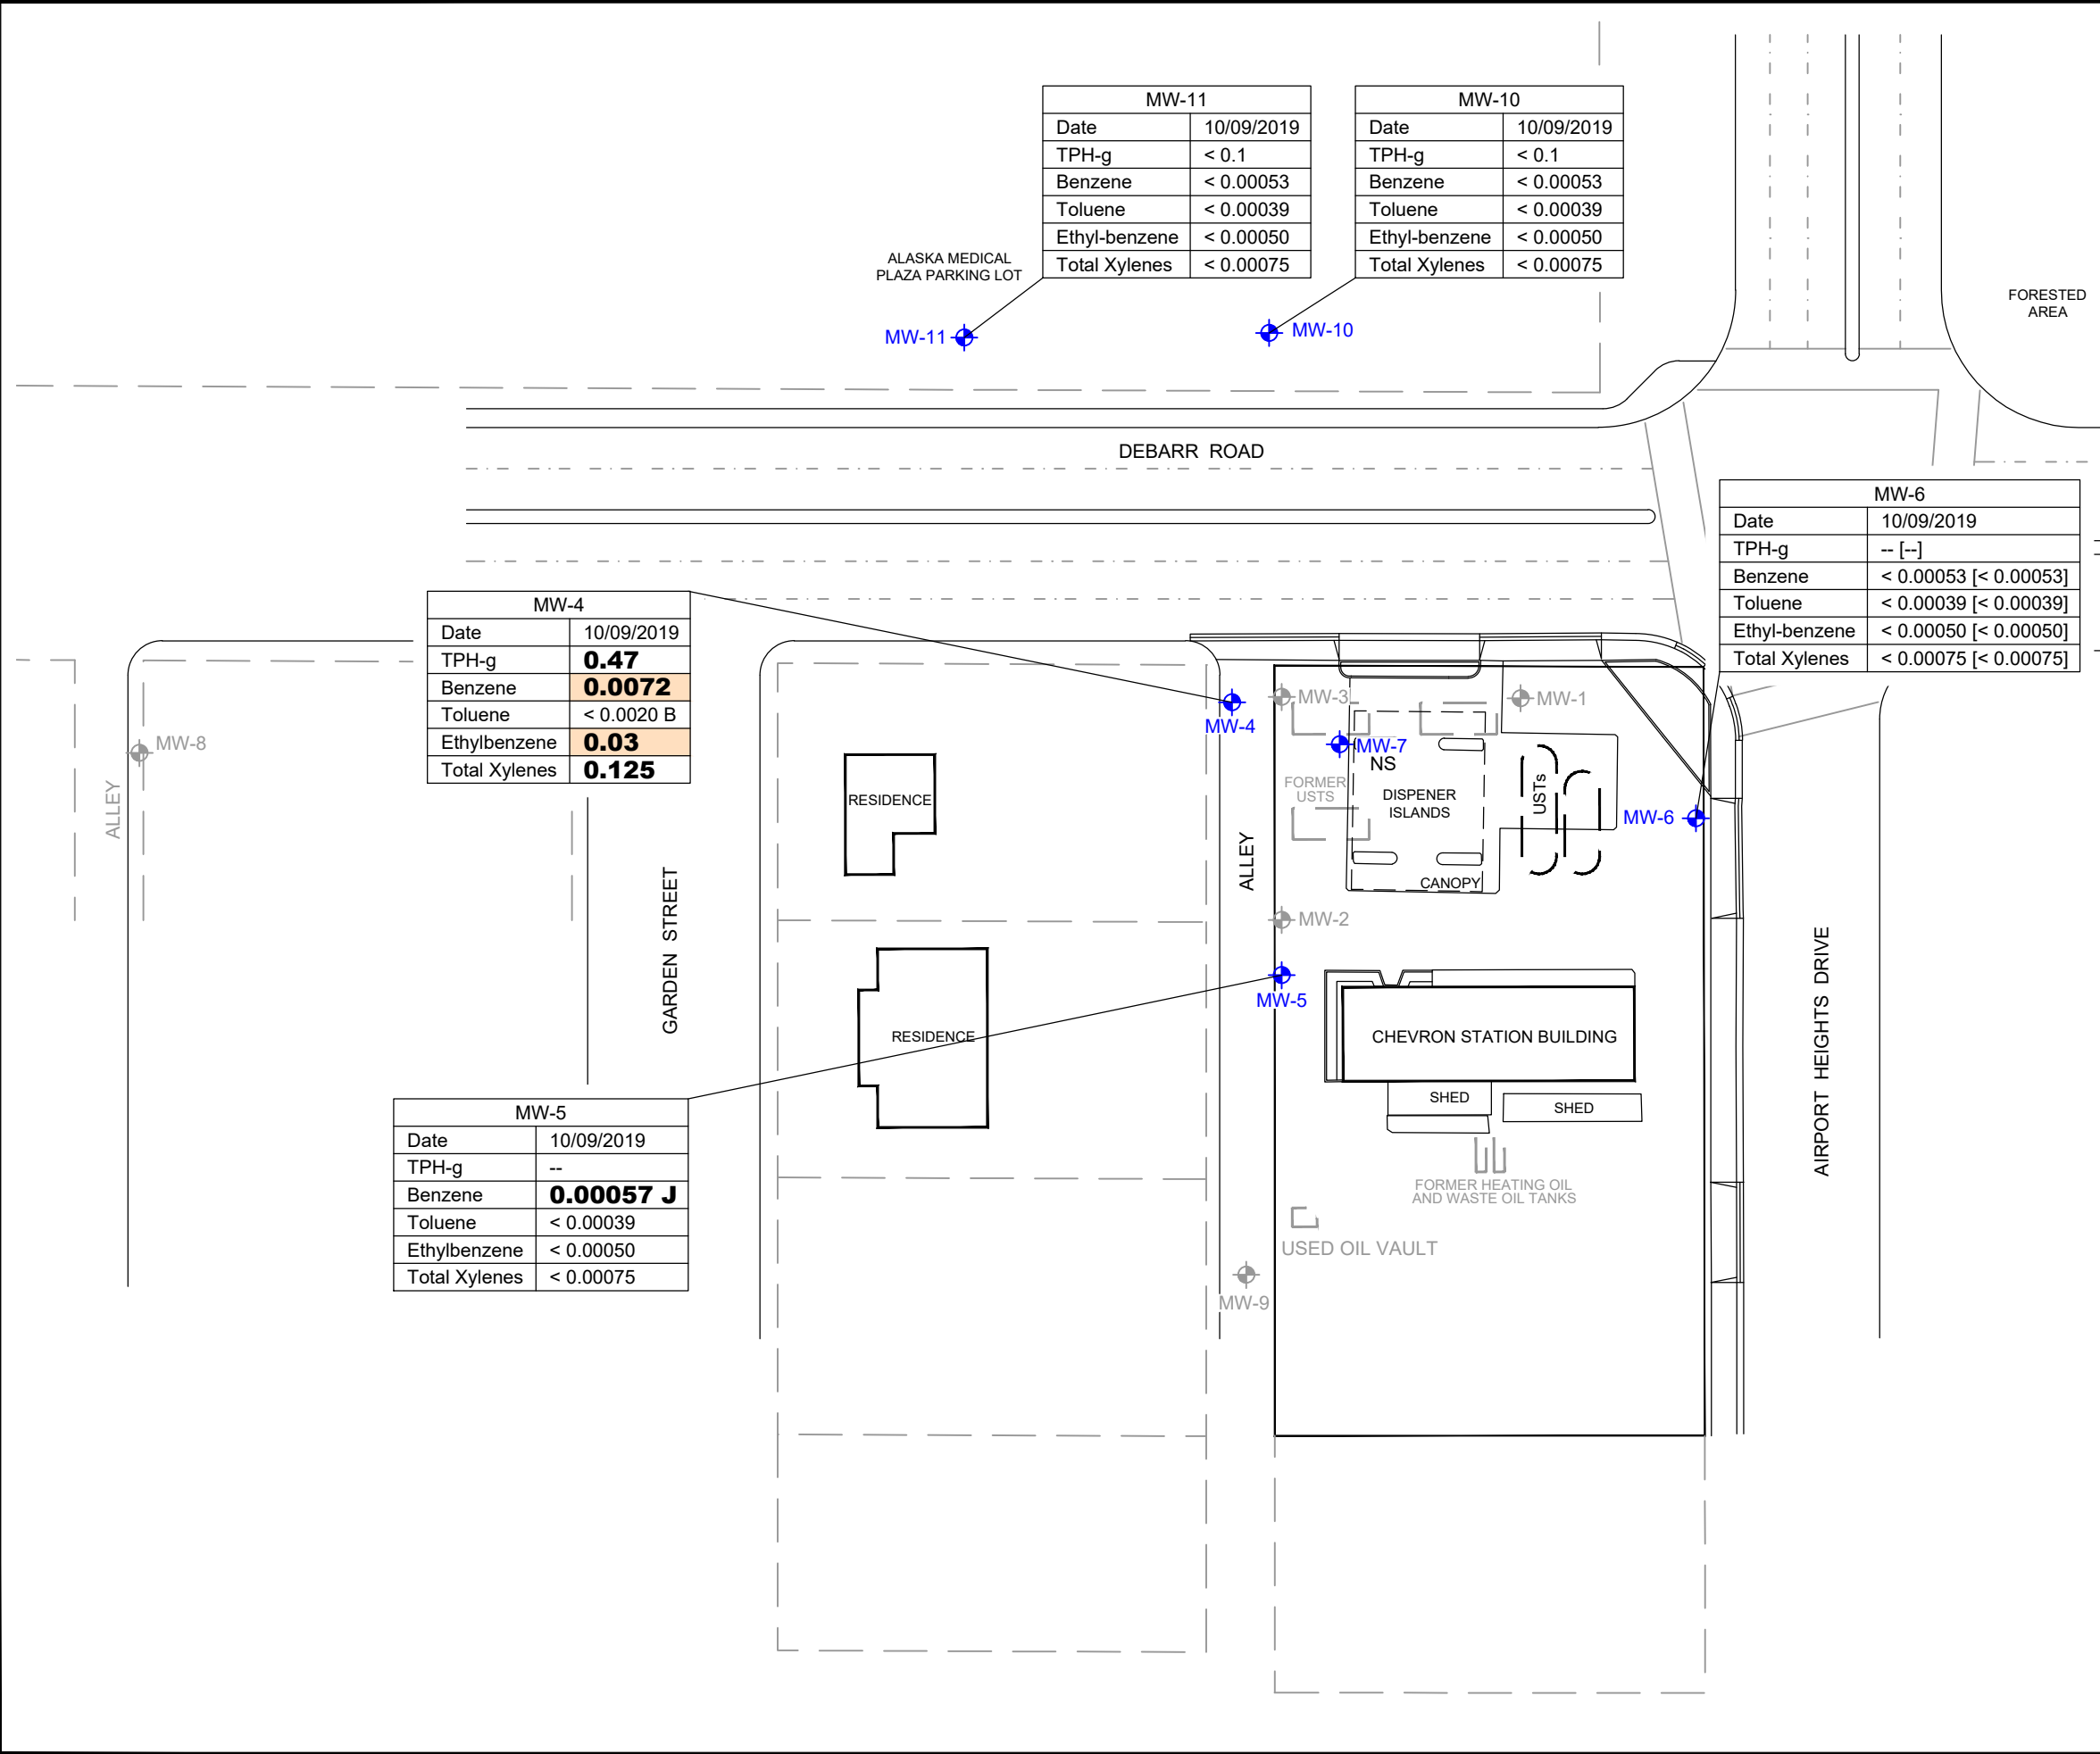 MW-11
Date 10/09/2019
TPH-g < 0.1
Benzene < 0.00053
Toluene < 0.00039
Ethyl-benzene < 0.00050
Total Xylenes < 0.00075
MW-10
Date 10/09/2019
TPH-g < 0.1
Benzene < 0.00053
Toluene < 0.00039
Ethyl-benzene < 0.00050
Total Xylenes < 0.00075
ALASKA MEDICAL
PLAZA PARKING LOT
FORESTED
AREA
MW-11
MW-10
DEBARR ROAD
MW-6
Date 10/09/2019
TPH-g -- [--]
Benzene < 0.00053 [< 0.00053]
Toluene < 0.00039 [< 0.00039]
Ethyl-benzene < 0.00050 [< 0.00050]
Total Xylenes < 0.00075 [< 0.00075]
MW-4
Date 10/09/2019
TPH-g 0.47
Benzene 0.0072
Toluene < 0.0020 B
Ethylbenzene 0.03
Total Xylenes 0.125
MW-3
MW-1
MW-4
MW-8
MW-7
NS
FORMER
USTS
DISPENER
ISLANDS
USTs
MW-6
ALLEY
RESIDENCE
ALLEY
CANOPY
MW-2
GARDEN STREET
MW-5
RESIDENCE
CHEVRON STATION BUILDING
AIRPORT HEIGHTS DRIVE
SHED
SHED
MW-5
Date 10/09/2019
TPH-g --
Benzene 0.00057 J
Toluene < 0.00039
Ethylbenzene < 0.00050
Total Xylenes < 0.00075
FORMER HEATING OIL
AND WASTE OIL TANKS
USED OIL VAULT
MW-9